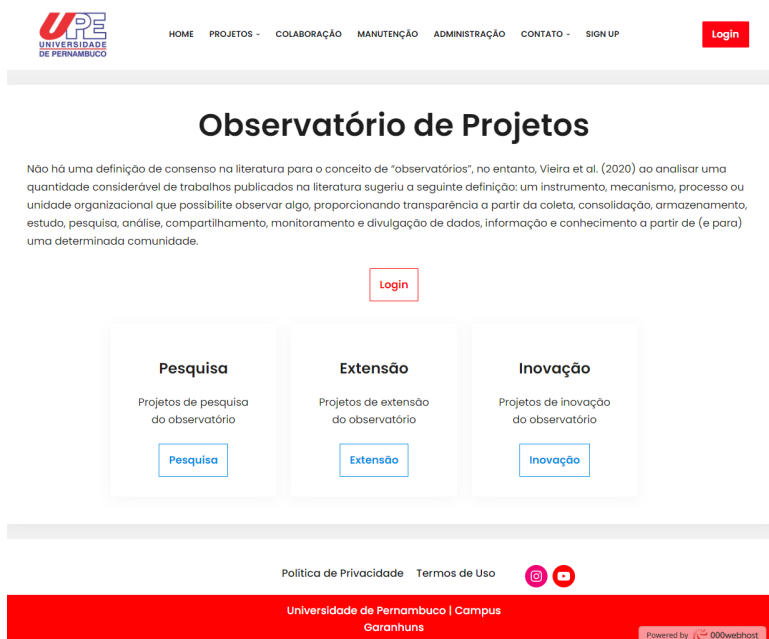 UPE
UNIVERSIDADE
DE PERNAMBUCO
HOME PROJETOS COLABORAÇÃO MANUTENÇÃO ADMINISTRAÇÃO CONTATO SIGN UP Login
Observatório de Projetos
Não há uma definição de consenso na literatura para o conceito de “observatórios”, no entanto, Vieira et al. (2020) ao analisar uma
quantidade considerável de trabalhos publicados na literatura sugeriu a seguinte definição: um instrumento, mecanismo, processo ou
unidade organizacional que possibilite observar algo, proporcionando transparência a partir da coleta, consolidação, armazenamento,
estudo, pesquisa, análise, compartilhamento, monitoramento e divulgação de dados, informação e conhecimento a partir de (e para)
uma determinada comunidade.
Login
Pesquisa
Projetos de pesquisa
do observatório
Pesquisa
Extensão
Projetos de extensão
do observatório
Extensão
Inovação
Projetos de inovação
do observatório
Inovação
Política de Privacidade Termos de Uso
Universidade de Pernambuco | Campus
Garanhuns
Powered by 000webhost